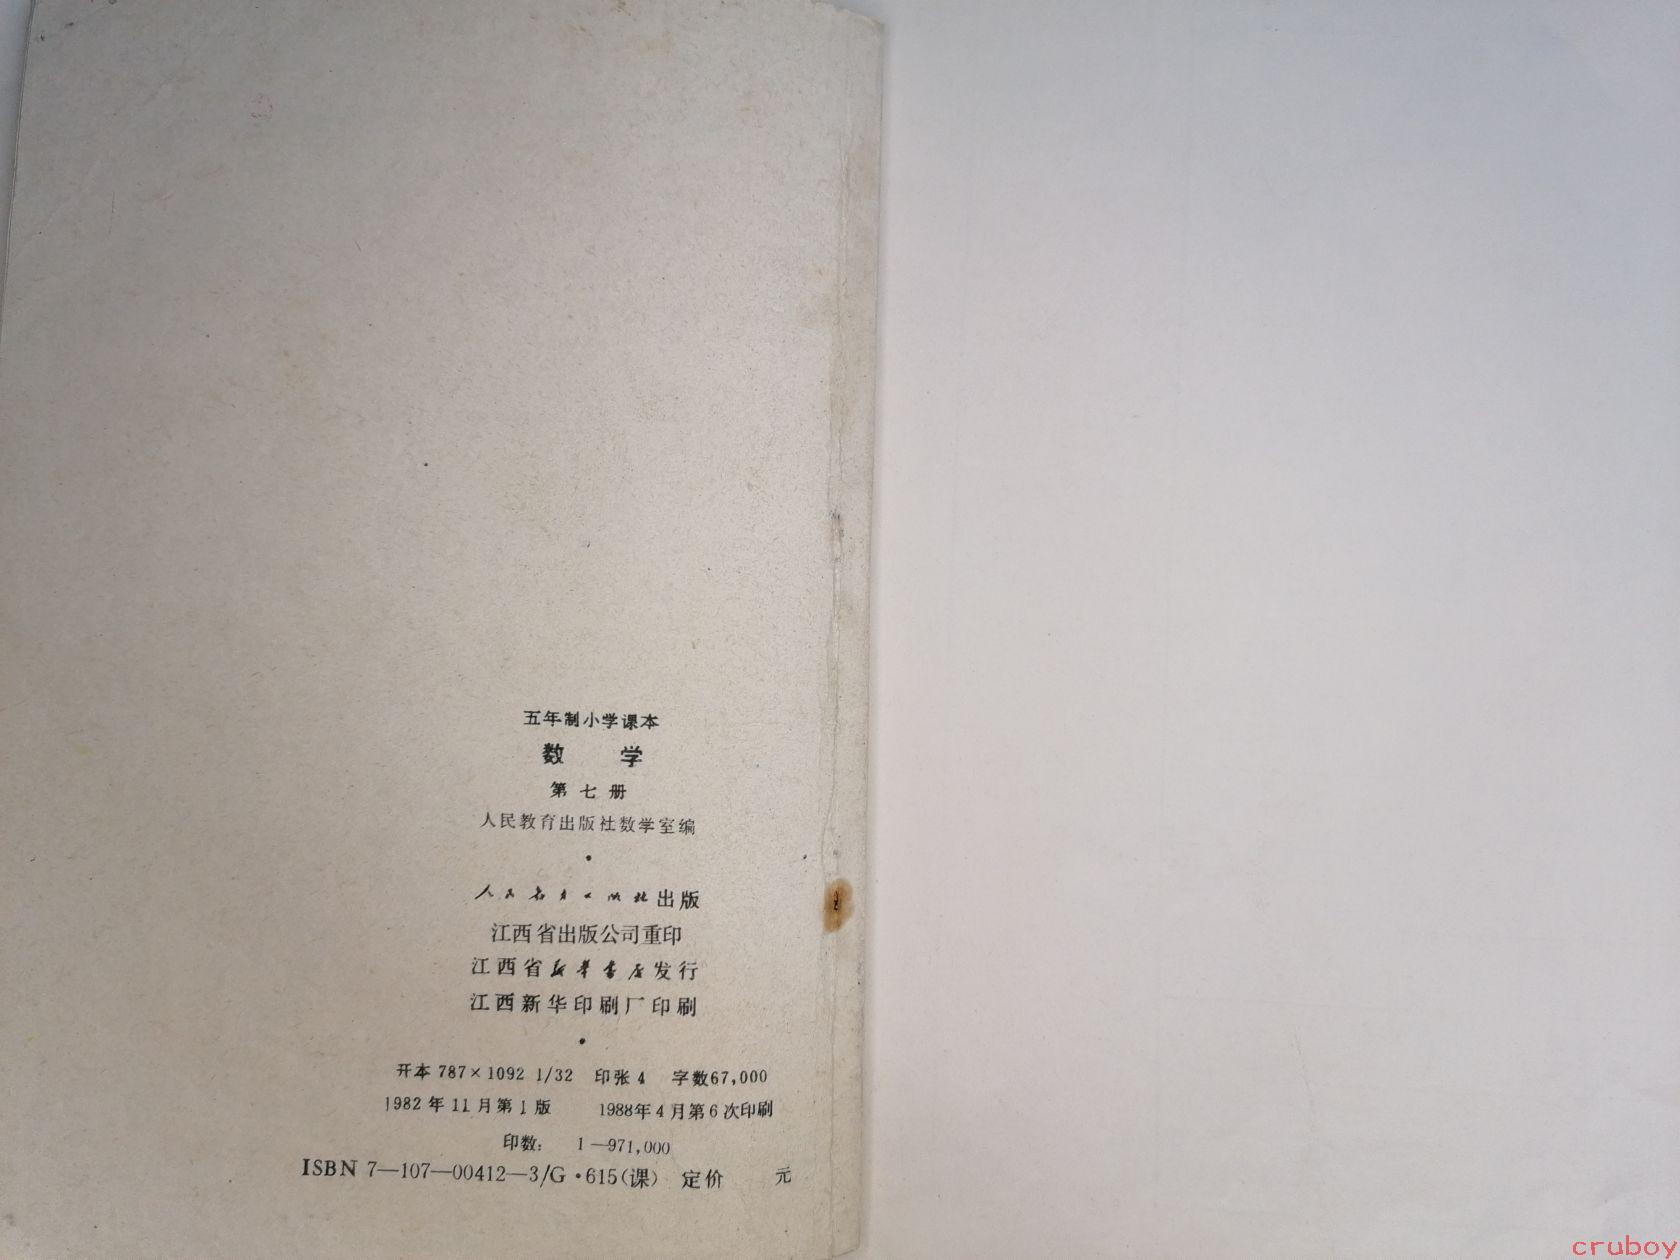 五年制小学课本
数 学
第七册
人民教育出版社数学室编
人民教育出版社出版
江西省出版公司重印
江西省新华书店发行
江西新华印刷厂印刷
开本 787×1092 1/32 印张 4 字数67,000
1982年11月第1版 1988年4月第6次印刷
印数: 1—971,000
ISBN 7—107—00412—3/G·615(课) 定价 元
cruboy